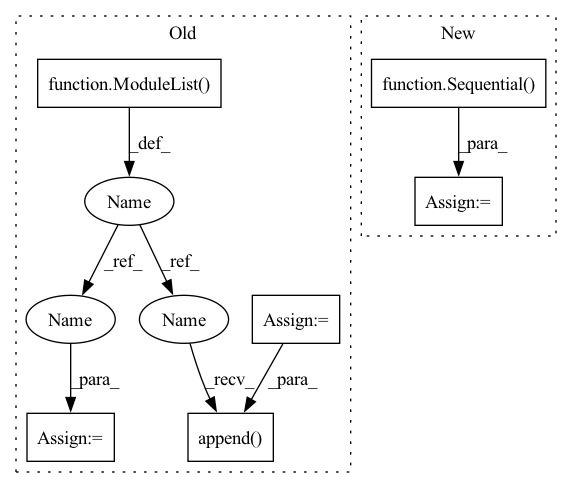 Old
New
function.ModuleList()
function.Sequential()
_def_
_para_
Name
Assign:=
_ref_
_ref_
Name
Name
Assign:=
_para_
_recv_
_para_
Assign:=
append()